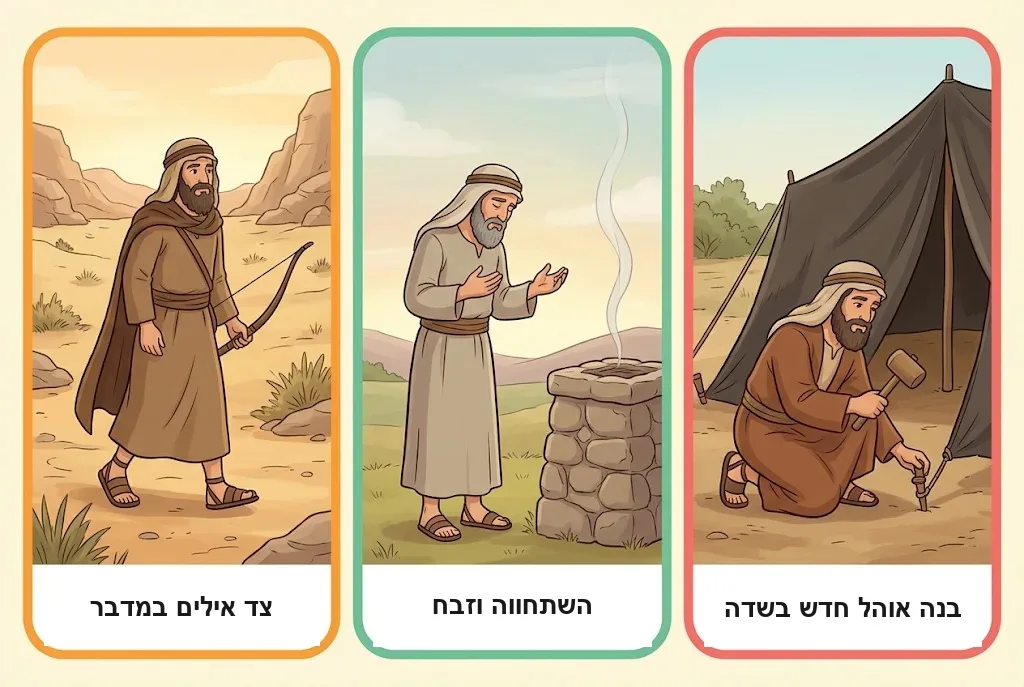 בנה אוהל חדש בשדה
השתחווה וזבח
צד אילים במדבר